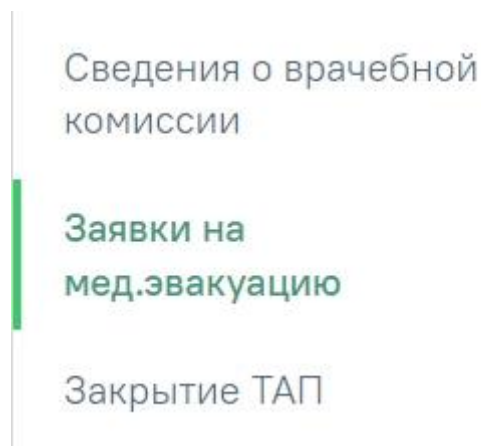 Сведения о врачебной
комиссии
Заявки на
мед.эвакуацию
Закрытие ТАП